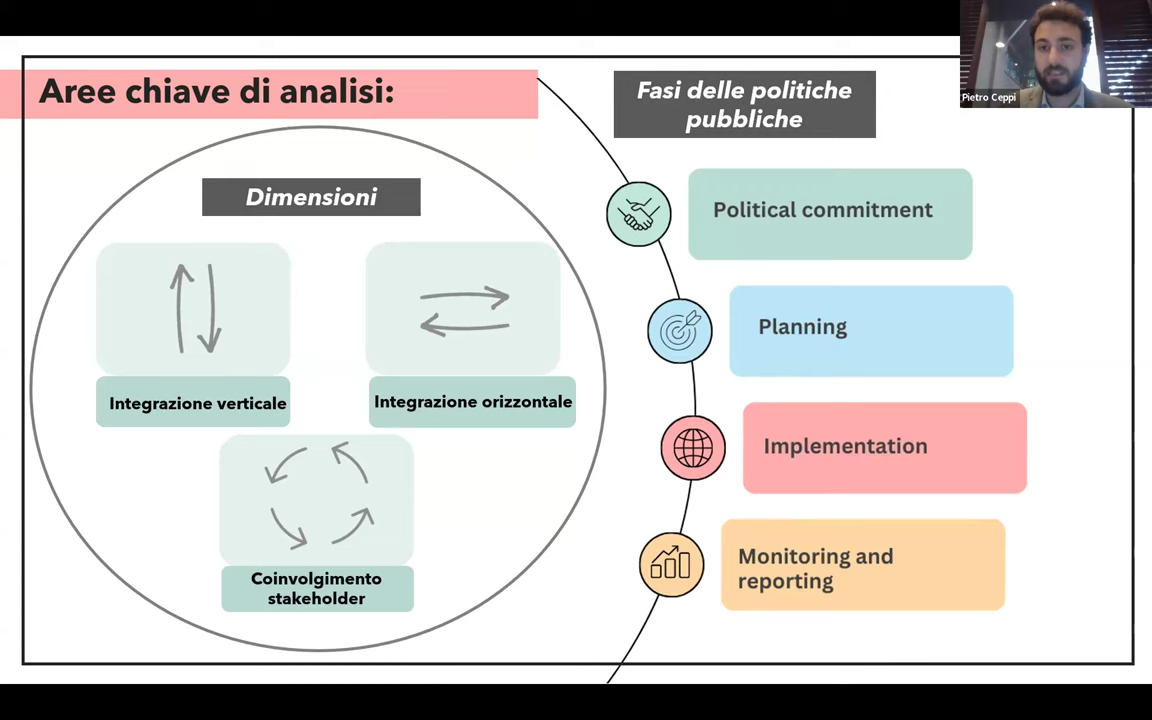 Aree chiave di analisi:
Dimensioni
Integrazione verticale
Integrazione orizzontale
Coinvolgimento
stakeholder
Fasi delle politiche
pubbliche
Political commitment
Planning
Implementation
Monitoring and
reporting
Pietro Ceppi